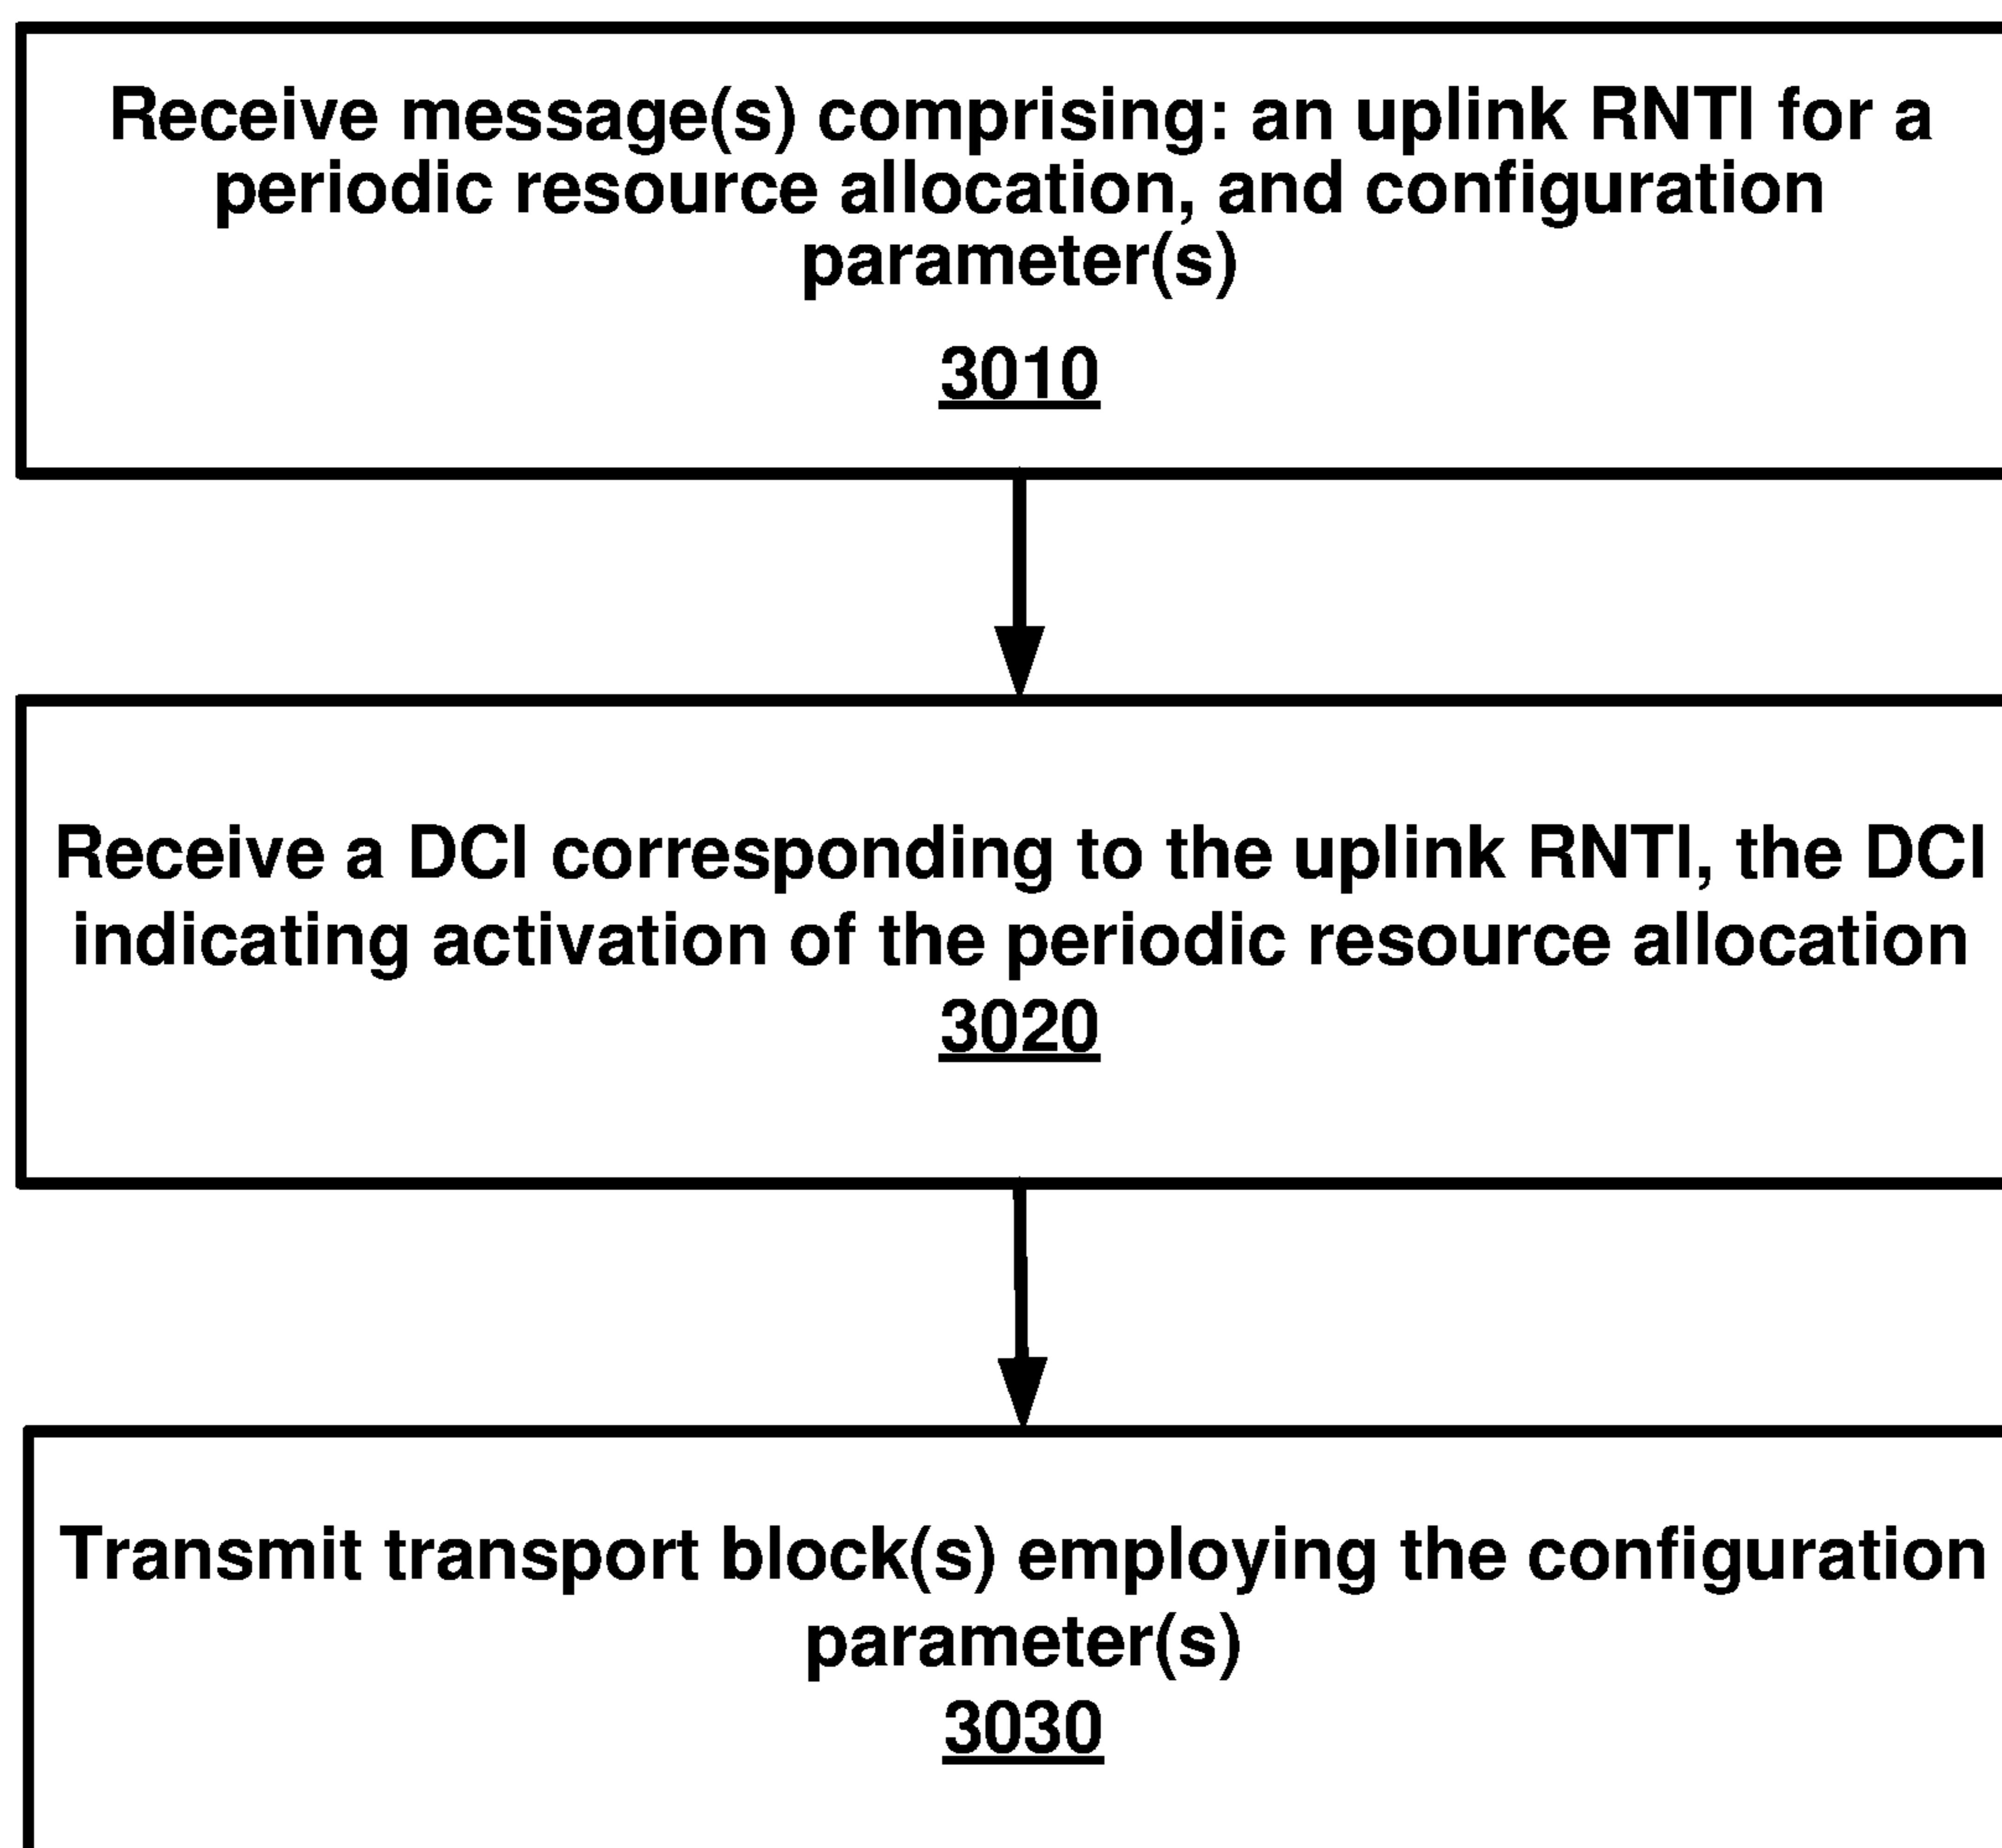 Receive message(s) comprising: an uplink RNTI for a
periodic resource allocation, and configuration
parameter(s)
3010
Receive a DCI corresponding to the uplink RNTI, the DCI
indicating activation of the periodic resource allocation
3020
Transmit transport block(s) employing the configuration
parameter(s)
3030